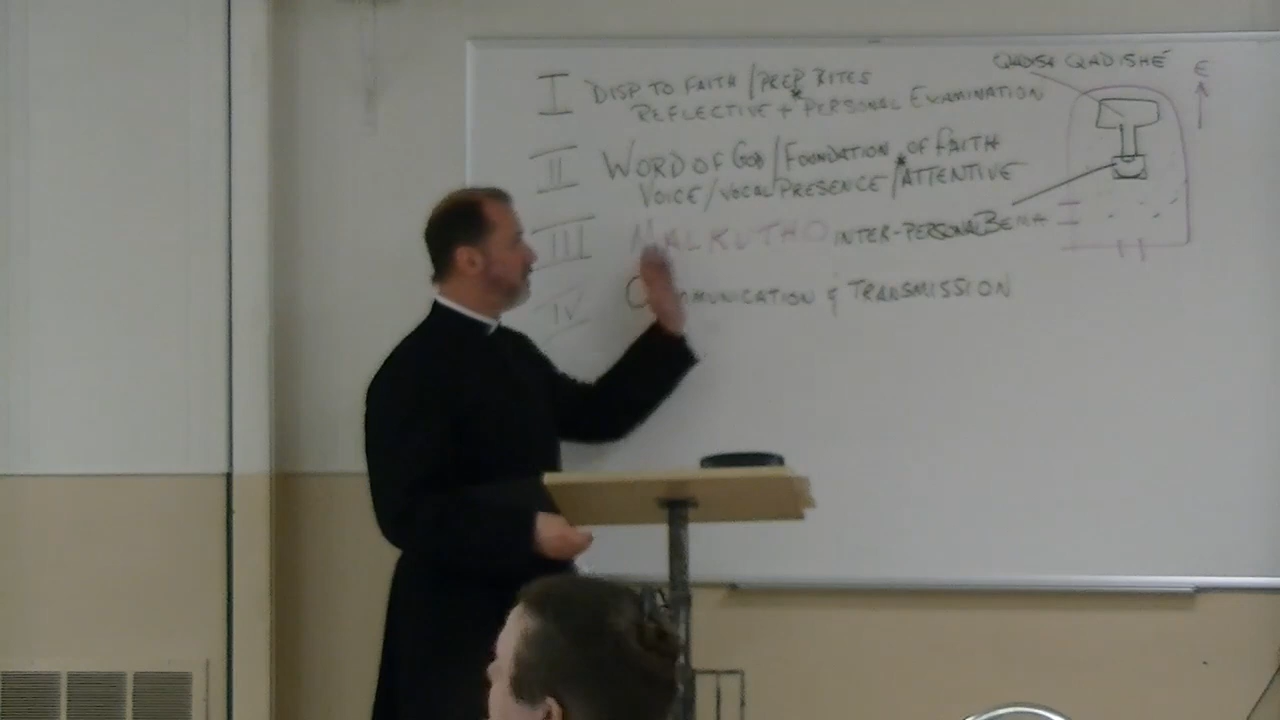 I DISP TO FAITH / PREP RITES
REFLECTIVE + PERSONAL EXAMINATION
II WORD OF GOD / FOUNDATION OF FAITH
VOICE / VOCAL PRESENCE / ATTENTIVE
III MALKUTHO INTER-PERSONAL BEMA
IV COMMUNICATION & TRANSMISSION
QADISA QADISHÉ
E